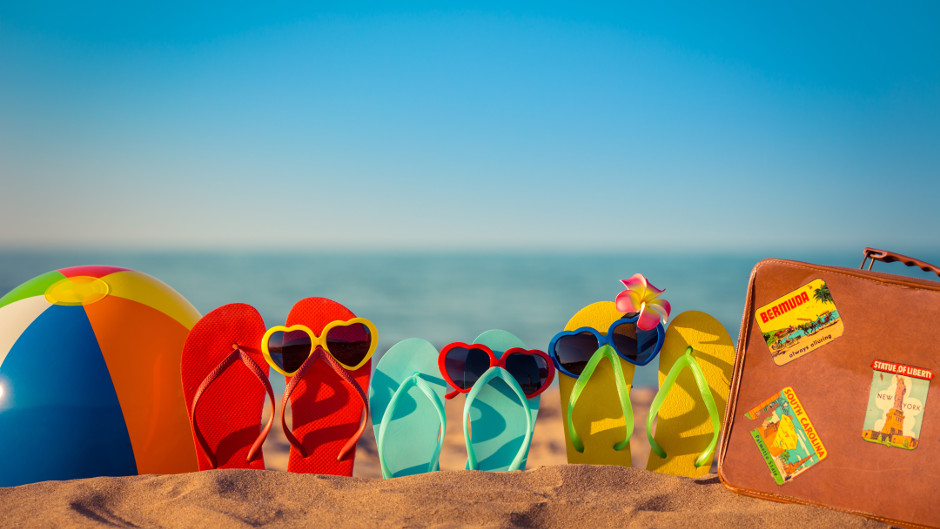 BERMUDA
always alluring
STATUE OF LIBERTY
NEW YORK
SOUTH CAROLINA